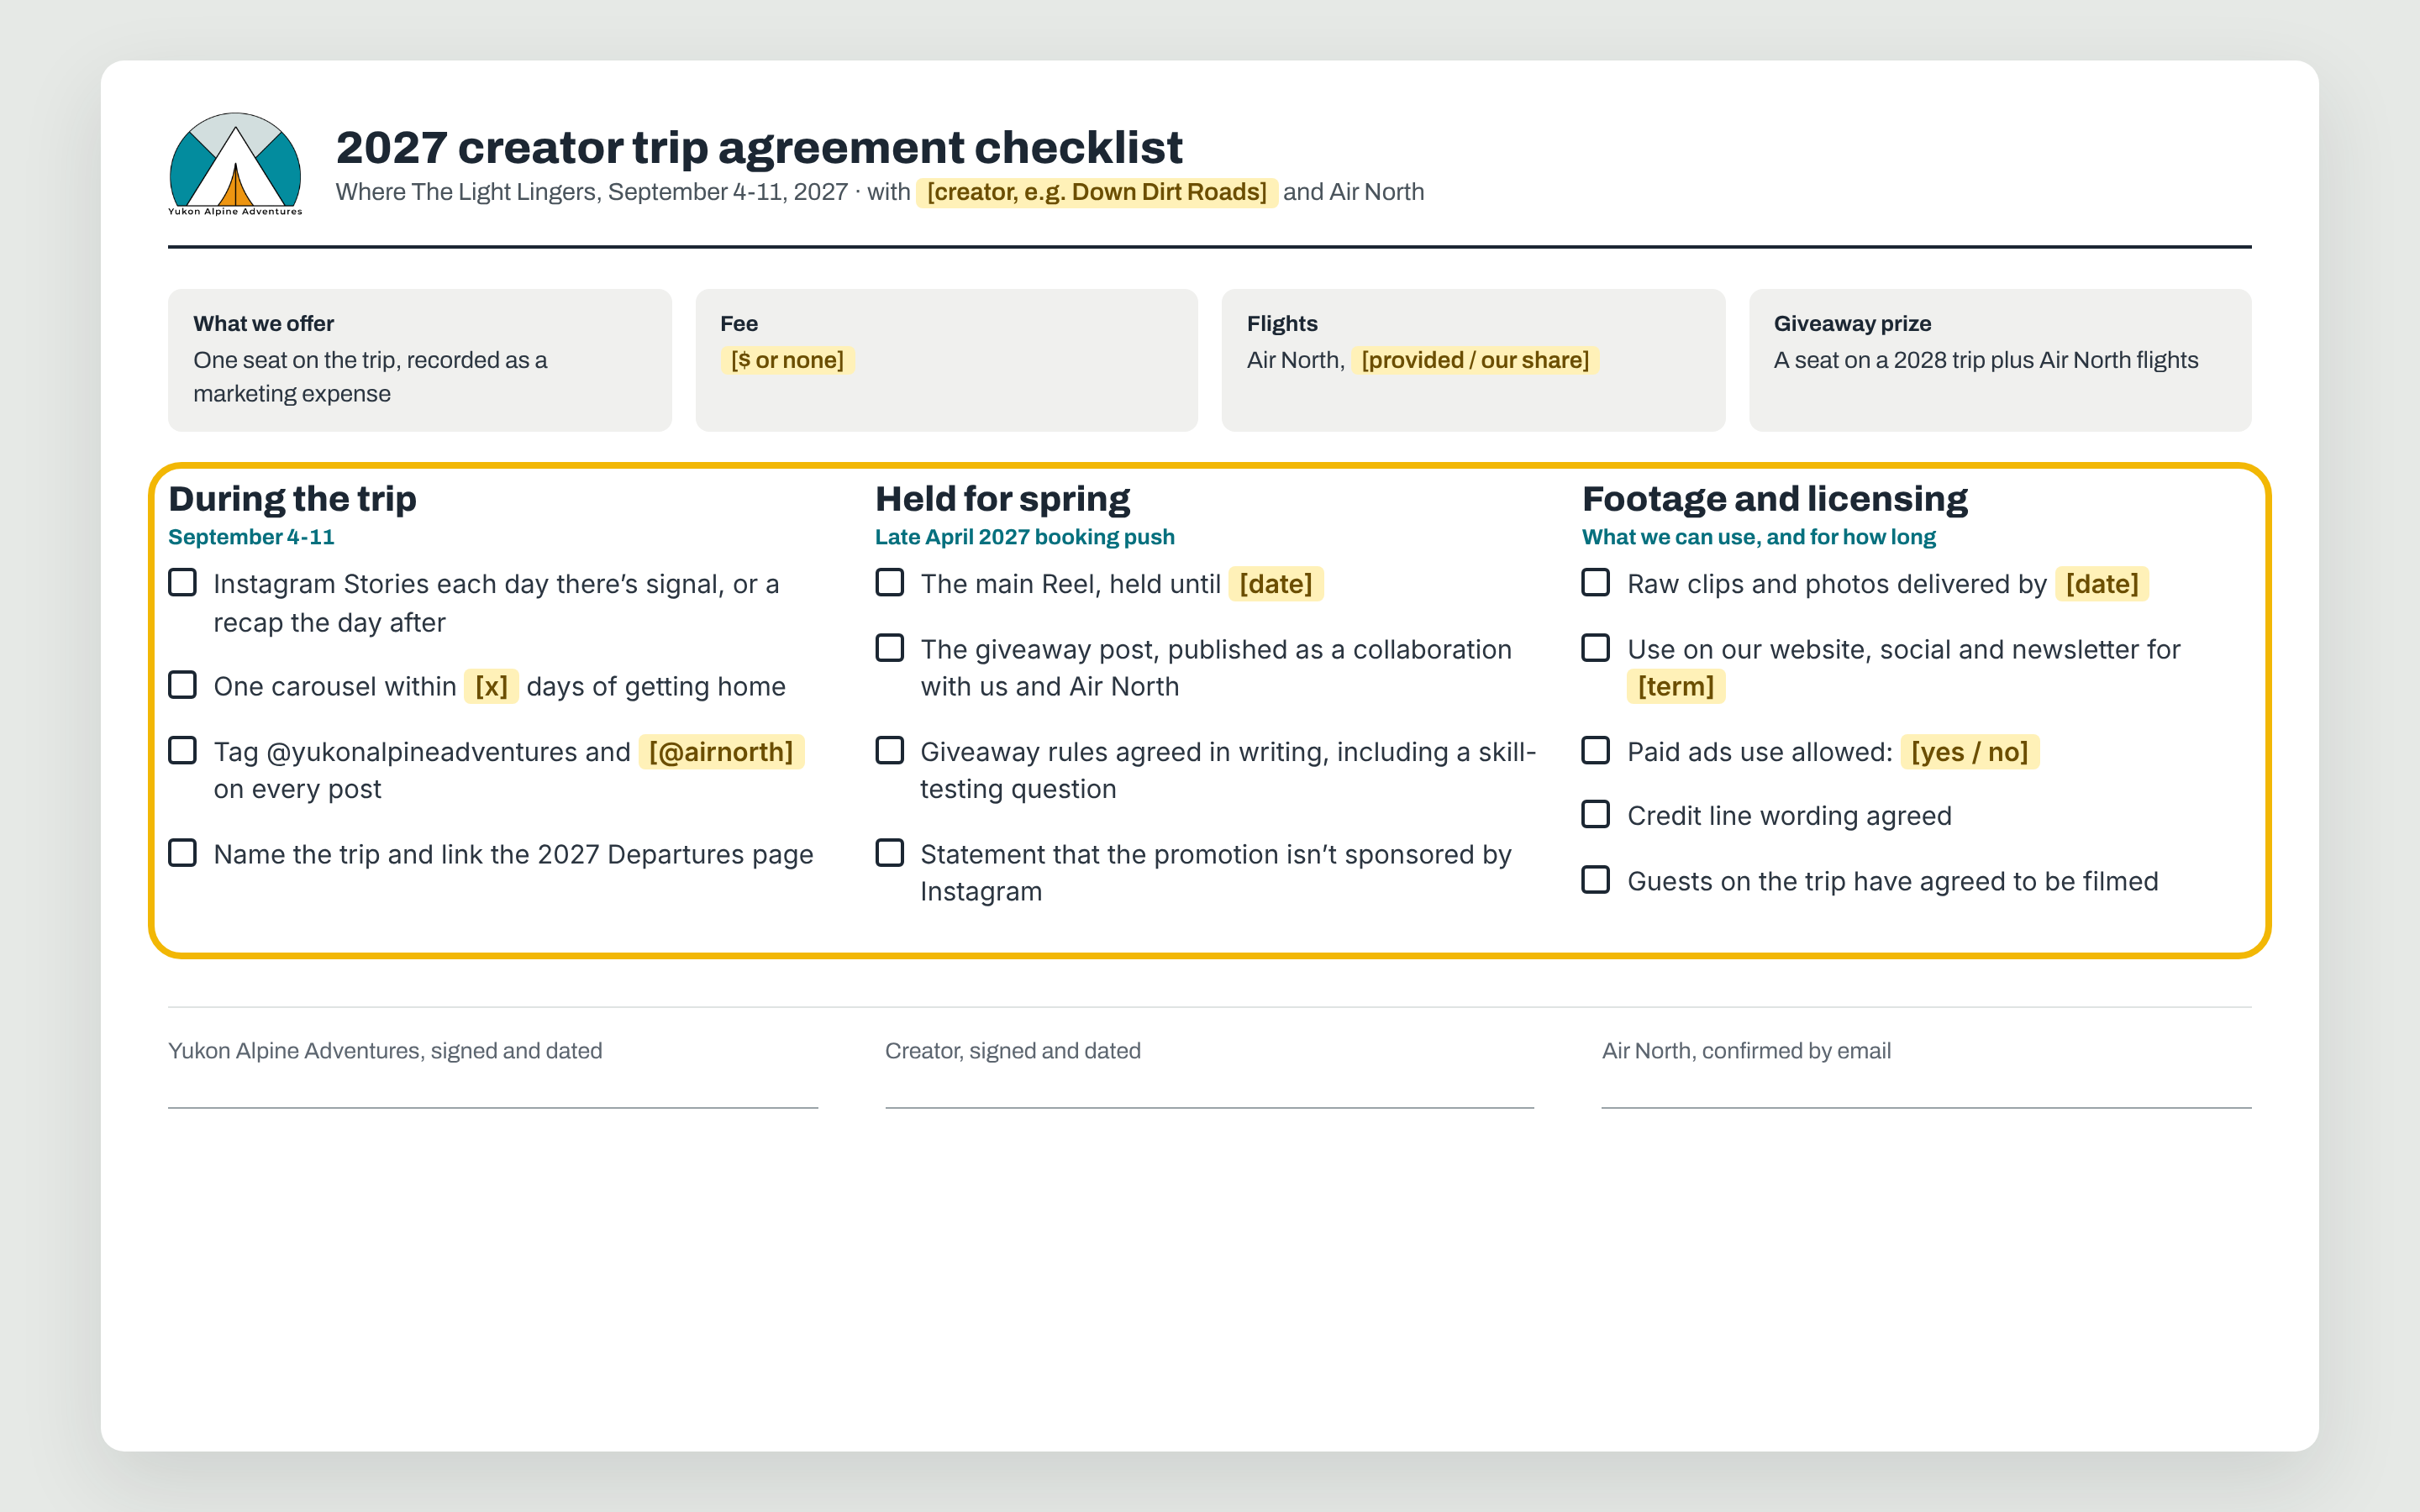 Yukon Alpine Adventures
2027 creator trip agreement checklist
Where The Light Lingers, September 4-11, 2027 · with [creator, e.g. Down Dirt Roads] and Air North
What we offer
One seat on the trip, recorded as a
marketing expense
Fee
[$ or none]
Flights
Air North, [provided / our share]
Giveaway prize
A seat on a 2028 trip plus Air North flights
During the trip
September 4-11
Instagram Stories each day there’s signal, or a
recap the day after
One carousel within [x] days of getting home
Tag @yukonalpineadventures and [@airnorth]
on every post
Name the trip and link the 2027 Departures page
Held for spring
Late April 2027 booking push
The main Reel, held until [date]
The giveaway post, published as a collaboration
with us and Air North
Giveaway rules agreed in writing, including a skill-
testing question
Statement that the promotion isn’t sponsored by
Instagram
Footage and licensing
What we can use, and for how long
Raw clips and photos delivered by [date]
Use on our website, social and newsletter for
[term]
Paid ads use allowed: [yes / no]
Credit line wording agreed
Guests on the trip have agreed to be filmed
Yukon Alpine Adventures, signed and dated
Creator, signed and dated
Air North, confirmed by email